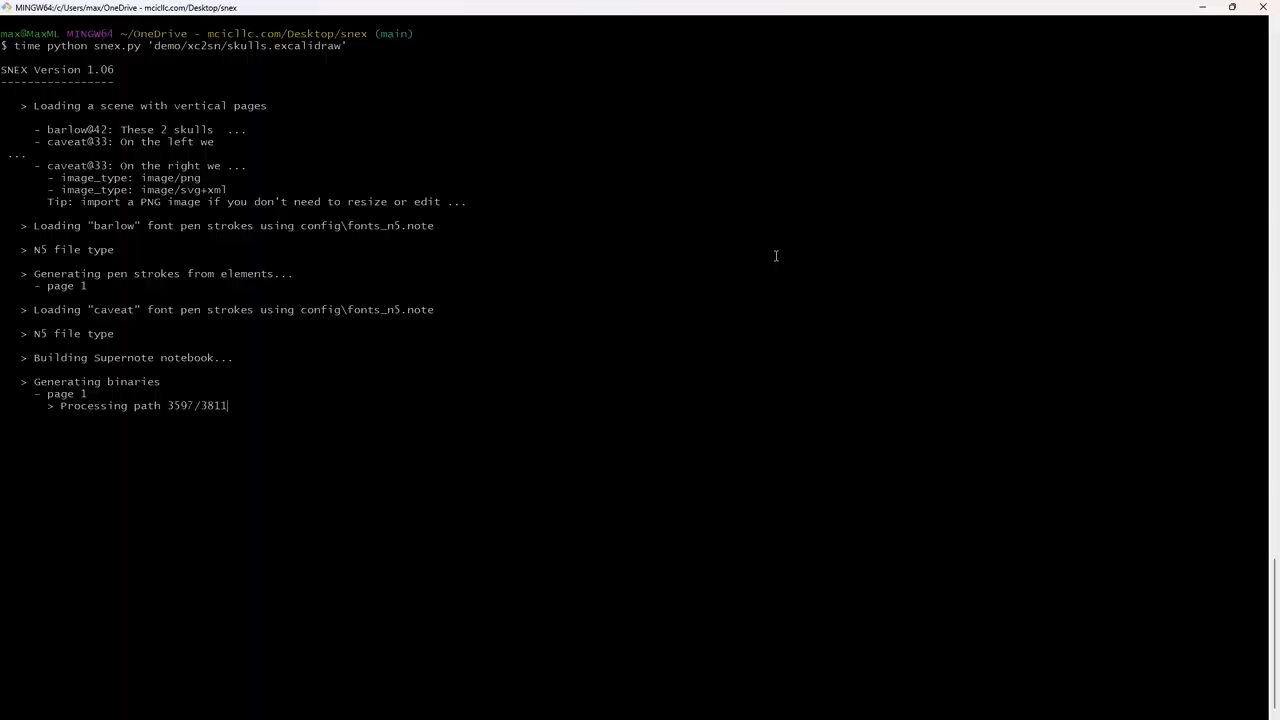 MINGW64:/c/Users/max/OneDrive - mcicllc.com/Desktop/snex
max@MaxML MINGW64 ~/OneDrive - mcicllc.com/Desktop/snex (main)
$ time python snex.py 'demo/xc2sn/skulls.excalidraw'
SNEX Version 1.06
-----------------
> Loading a scene with vertical pages
- barlow@42: These 2 skulls  ...
- caveat@33: On the left we
...
- caveat@33: On the right we ...
- image_type: image/png
- image_type: image/svg+xml
Tip: import a PNG image if you don't need to resize or edit ...
> Loading "barlow" font pen strokes using config\fonts_n5.note
> N5 file type
> Generating pen strokes from elements...
- page 1
> Loading "caveat" font pen strokes using config\fonts_n5.note
> N5 file type
> Building Supernote notebook...
> Generating binaries
- page 1
> Processing path 3597/3811